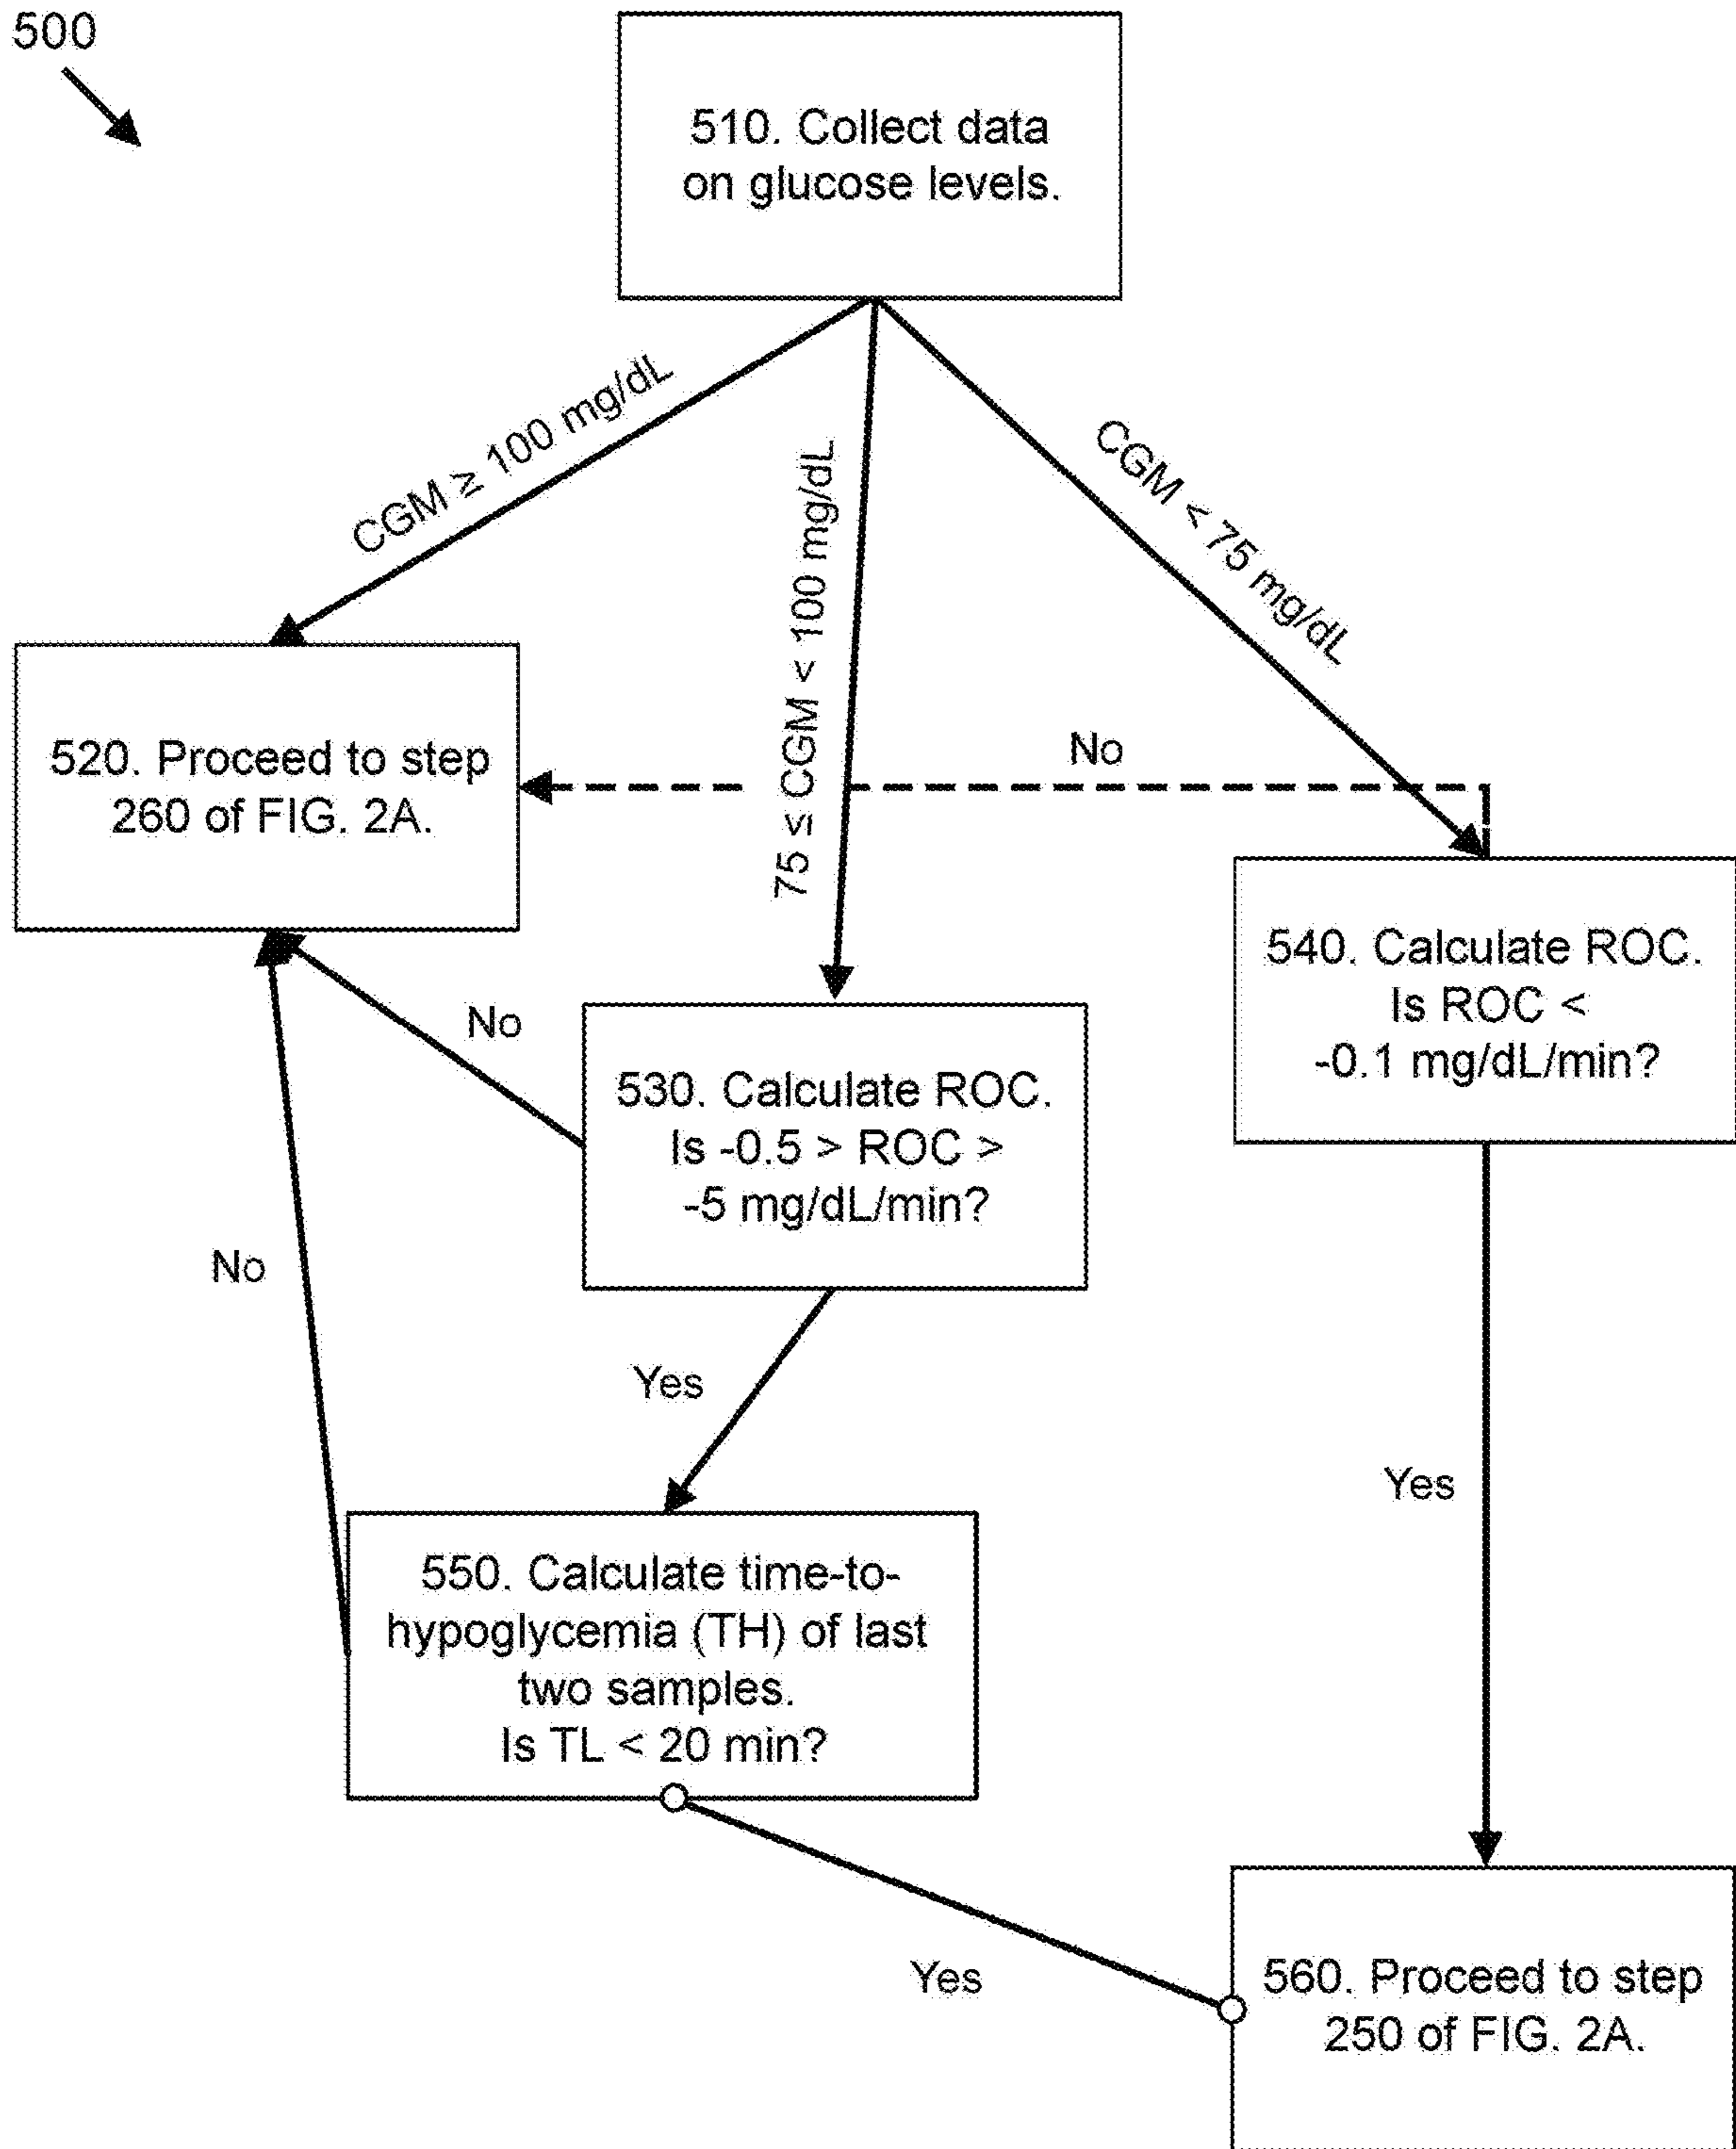 500
510. Collect data
on glucose levels.
CGM ≥ 100 mg/dL
75 ≤ CGM < 100 mg/dL
CGM < 75 mg/dL
520. Proceed to step
260 of FIG. 2A.
No
540. Calculate ROC.
Is ROC <
-0.1 mg/dL/min?
No
530. Calculate ROC.
Is -0.5 > ROC >
-5 mg/dL/min?
No
Yes
Yes
550. Calculate time-to-
hypoglycemia (TH) of last
two samples.
Is TL < 20 min?
Yes
560. Proceed to step
250 of FIG. 2A.